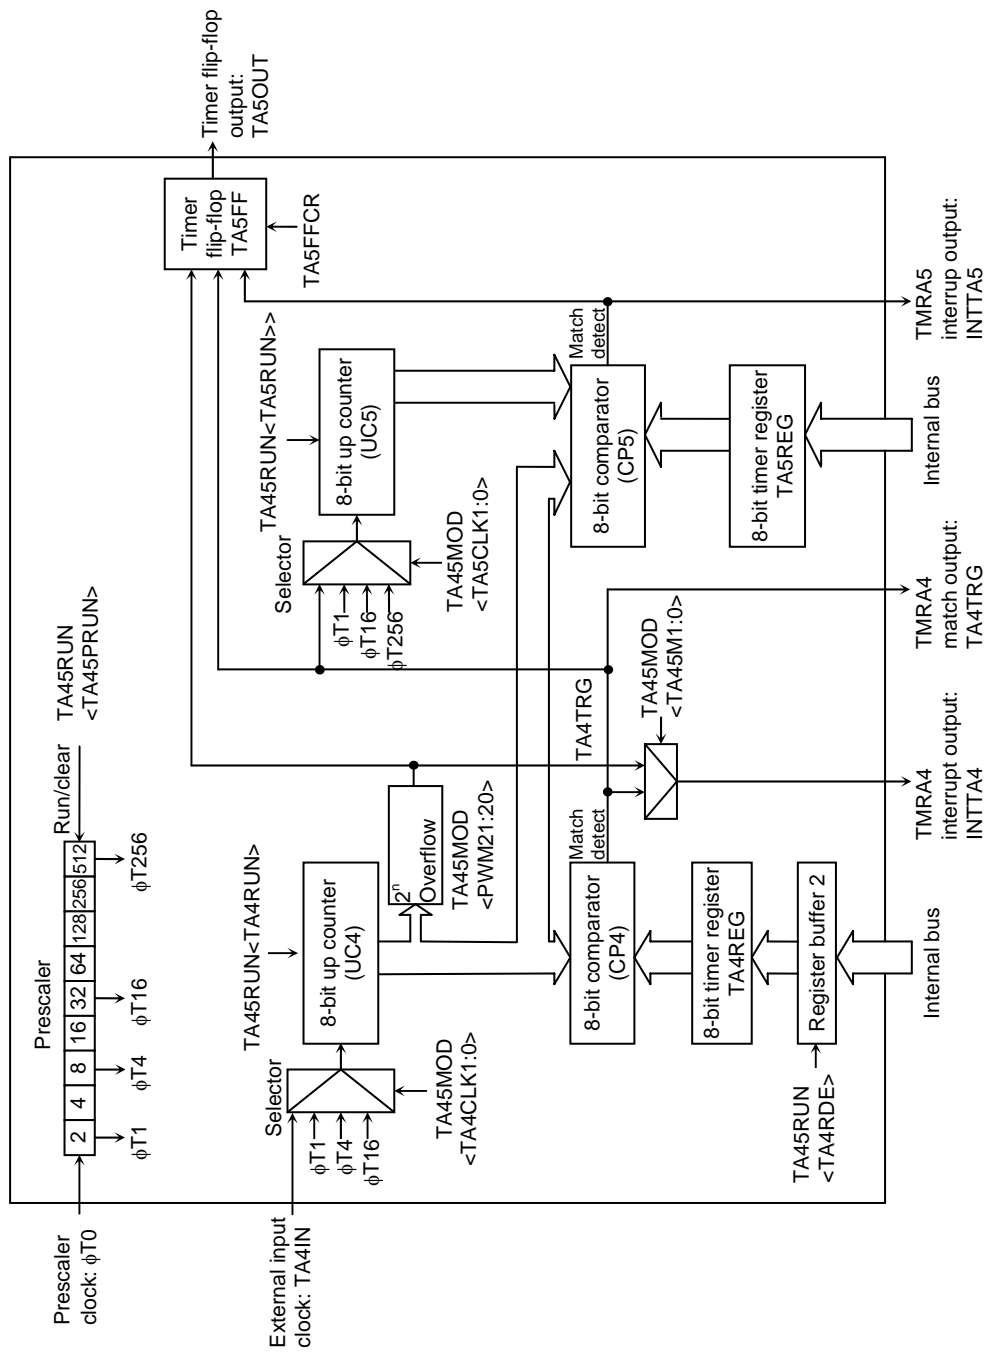 Prescaler
clock: ϕT0
Prescaler
2 4 8 16 32 64 128 256 512
Run/clear
TA45RUN
<TA45PRUN>
ϕT1
ϕT4
ϕT16
ϕT256
External input
clock: TA4IN
Selector
ϕT1
ϕT4
ϕT16
TA45MOD
<TA4CLK1:0>
TA45RUN<TA4RUN>
8-bit up counter
(UC4)
2n
Overflow
TA45MOD
<PWM21:20>
Selector
ϕT1
ϕT16
ϕT256
TA45MOD
<TA5CLK1:0>
TA45RUN<TA5RUN>>
8-bit up counter
(UC5)
Timer
flip-flop
TA5FF
TA5FFCR
Timer flip-flop
output:
TA5OUT
8-bit comparator
(CP4)
Match
detect
TA4TRG
TA45MOD
<TA45M1:0>
8-bit comparator
(CP5)
Match
detect
8-bit timer register
TA4REG
8-bit timer register
TA5REG
TA45RUN
<TA4RDE>
Register buffer 2
Internal bus
TMRA4
interrupt output:
INTTA4
TMRA4
match output:
TA4TRG
Internal bus
TMRA5
interrup output:
INTTA5